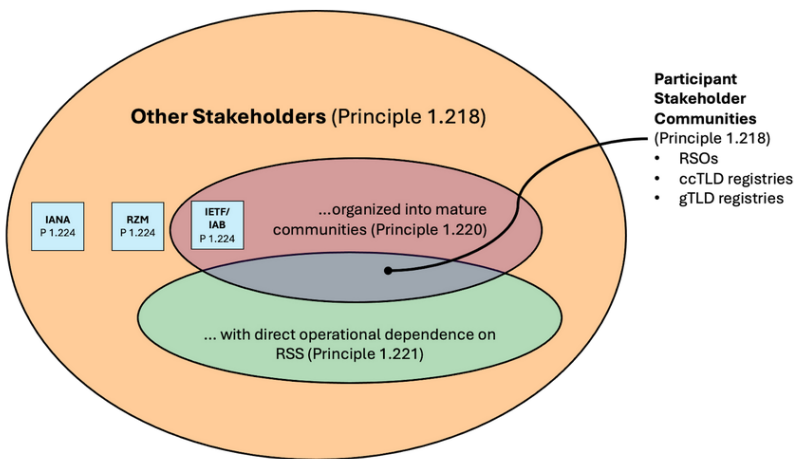 Other Stakeholders (Principle 1.218)
Participant
Stakeholder
Communities
(Principle 1.218)
• RSOs
• ccTLD registries
• gTLD registries
IANA
P 1.224
RZM
P 1.224
IETF/
IAB
P 1.224
...organized into mature
communities (Principle 1.220)
... with direct operational dependence on
RSS (Principle 1.221)